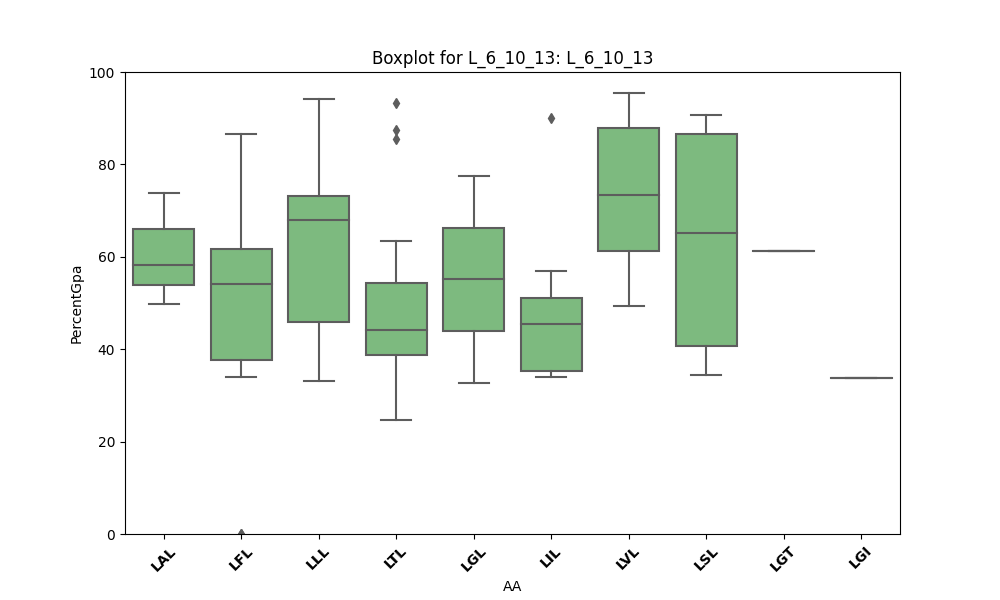 Boxplot for L_6_10_13: L_6_10_13
100
80
60
40
20
0
PercentGpa
LAL
LFL
LLL
LTL
LGL
LIL
LVL
LSL
LGT
LGI
AA